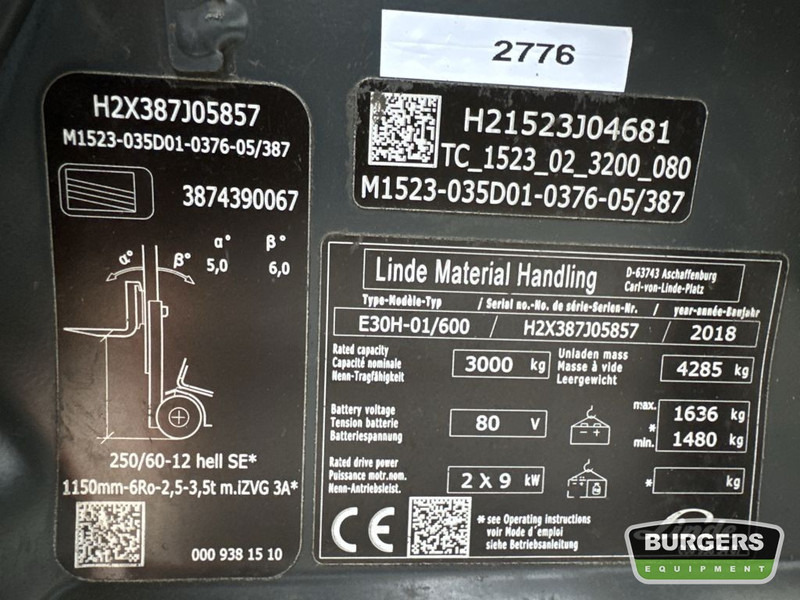 2776
H2X387J05857
M1523-035D01-0376-05/387
3874390067
α° β° α° β°
5,0 6,0
250/60-12 hell SE*
1150mm-6Ro-2,5-3,5t m.iZVG 3A*
000 938 15 10
H21523J04681
TC_1523_02_3200_080
M1523-035D01-0376-05/387
Linde Material Handling
D-63743 Aschaffenburg
Carl-von-Linde-Platz
Type-Modèle-Typ / Serial no.-No. de série-Serien-Nr. / year-année-Baujahr
E30H-01/600 / H2X387J05857 / 2018
Rated capacity
Capacité nominale
Nenn-Tragfähigkeit
3000 kg
Unladen mass
Masse à vide
Leergewicht
4285 kg
Battery voltage
Tension batterie
Batteriespannung
80 V
- +
max. 1636 kg
*
min. 1480 kg
Rated drive power
Puissance motr.nom.
Nenn-Antriebsleist.
2 X 9 kW
* kg
CE
* see Operating instructions
voir Mode d'emploi
siehe Betriebsanleitung
Linde
BURGERS
EQUIPMENT